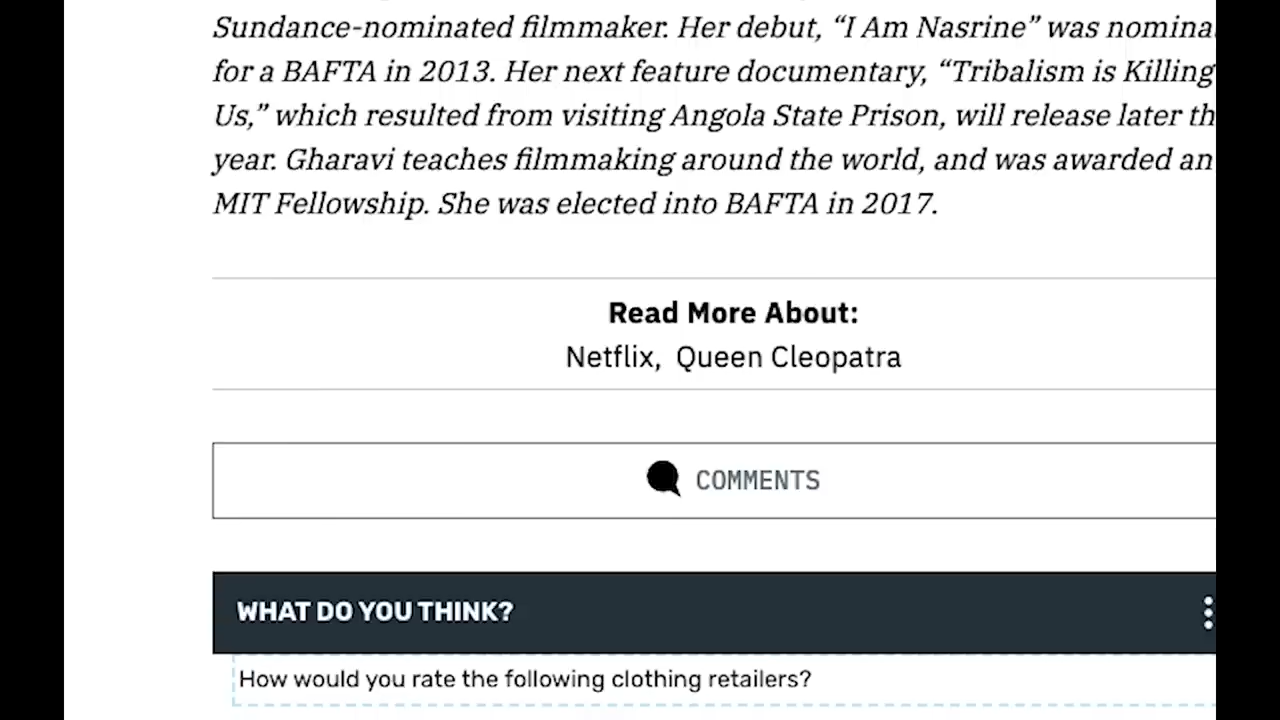 Sundance-nominated filmmaker. Her debut, “I Am Nasrine” was
for a BAFTA in 2013. Her next feature documentary, “Tribalism is Killing
Us,” which resulted from visiting Angola State Prison, will release later
year. Gharavi teaches filmmaking around the world, and was awarded an
MIT Fellowship. She was elected into BAFTA in 2017.
Read More About:
Netflix, Queen Cleopatra
COMMENTS
WHAT DO YOU THINK?
How would you rate the following clothing retailers?